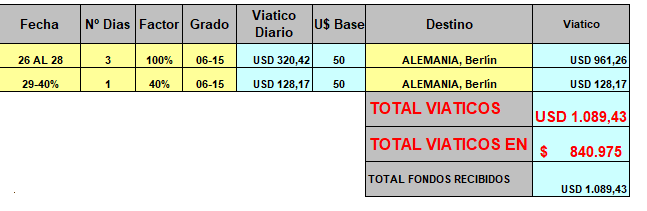 Fecha Nº Dias Factor Grado Viatico Diario U$ Base Destino Viatico
26 AL 28 3 100% 06-15 USD 320,42 50 ALEMANIA, Berlín USD 961,26
29-40% 1 40% 06-15 USD 128,17 50 ALEMANIA, Berlín USD 128,17
TOTAL VIATICOS USD 1.089,43
TOTAL VIATICOS EN $ 840.975
TOTAL FONDOS RECIBIDOS USD 1.089,43